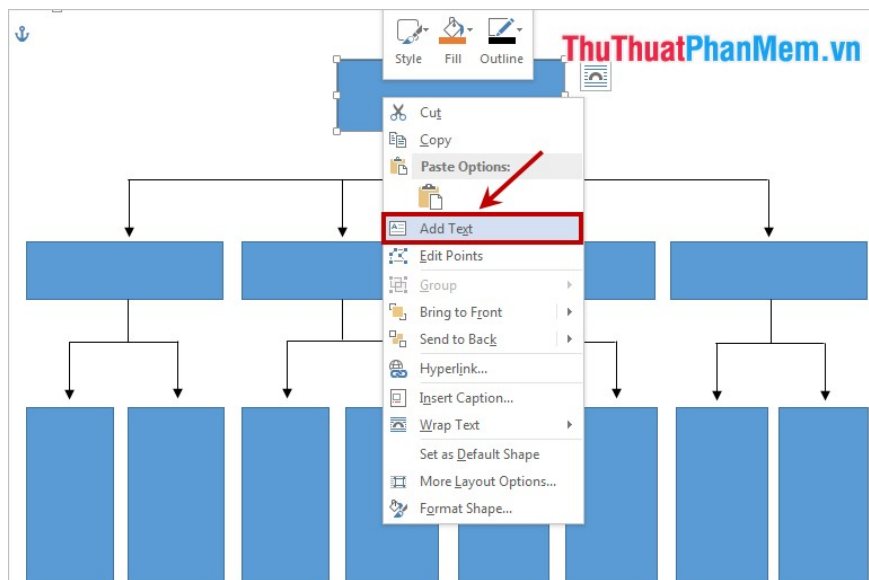 Style Fill Outline
ThuThuatPhanMem.vn
Cut
Copy
Paste Options:
Add Text
Edit Points
Group
Bring to Front
Send to Back
Hyperlink...
Insert Caption...
Wrap Text
Set as Default Shape
More Layout Options...
Format Shape...